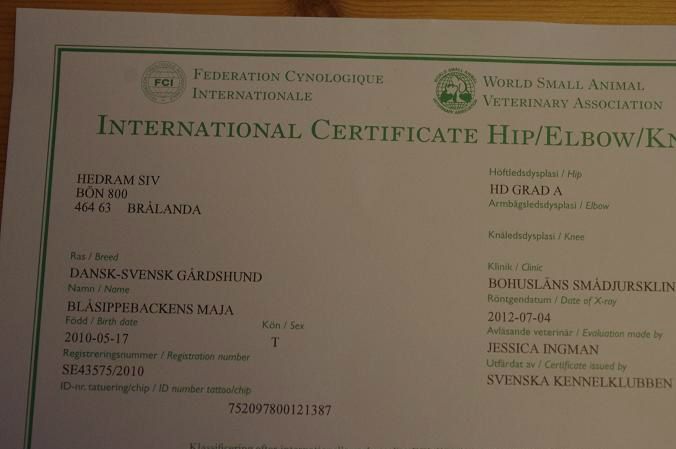 FCI
FEDERATION CYNOLOGIQUE
INTERNATIONALE
WORLD SMALL ANIMAL
VETERINARY ASSOCIATION
INTERNATIONAL CERTIFICATE HIP/ELBOW/KN
HEDRAM SIV
BÖN 800
464 63 BRÅLANDA
Höftledsdysplasi / Hip
HD GRAD A
Armbågsledsdysplasi / Elbow
Knäledsdysplasi / Knee
Ras / Breed
DANSK-SVENSK GÅRDSHUND
Namn / Name
BLÅSIPPEBACKENS MAJA
Född / Birth date
2010-05-17
Kön / Sex
T
Registreringsnummer / Registration number
SE43575/2010
ID-nr. tatuering/chip / ID number tattoo/chip
752097800121387
Klinik / Clinic
BOHUSLÄNS SMÅDJURSKLIN
Röntgendatum / Date of X-ray
2012-07-04
Avläsande veterinär / Evaluation made by
JESSICA INGMAN
Utfärdat av / Certificate issued by
SVENSKA KENNELKLUBBEN